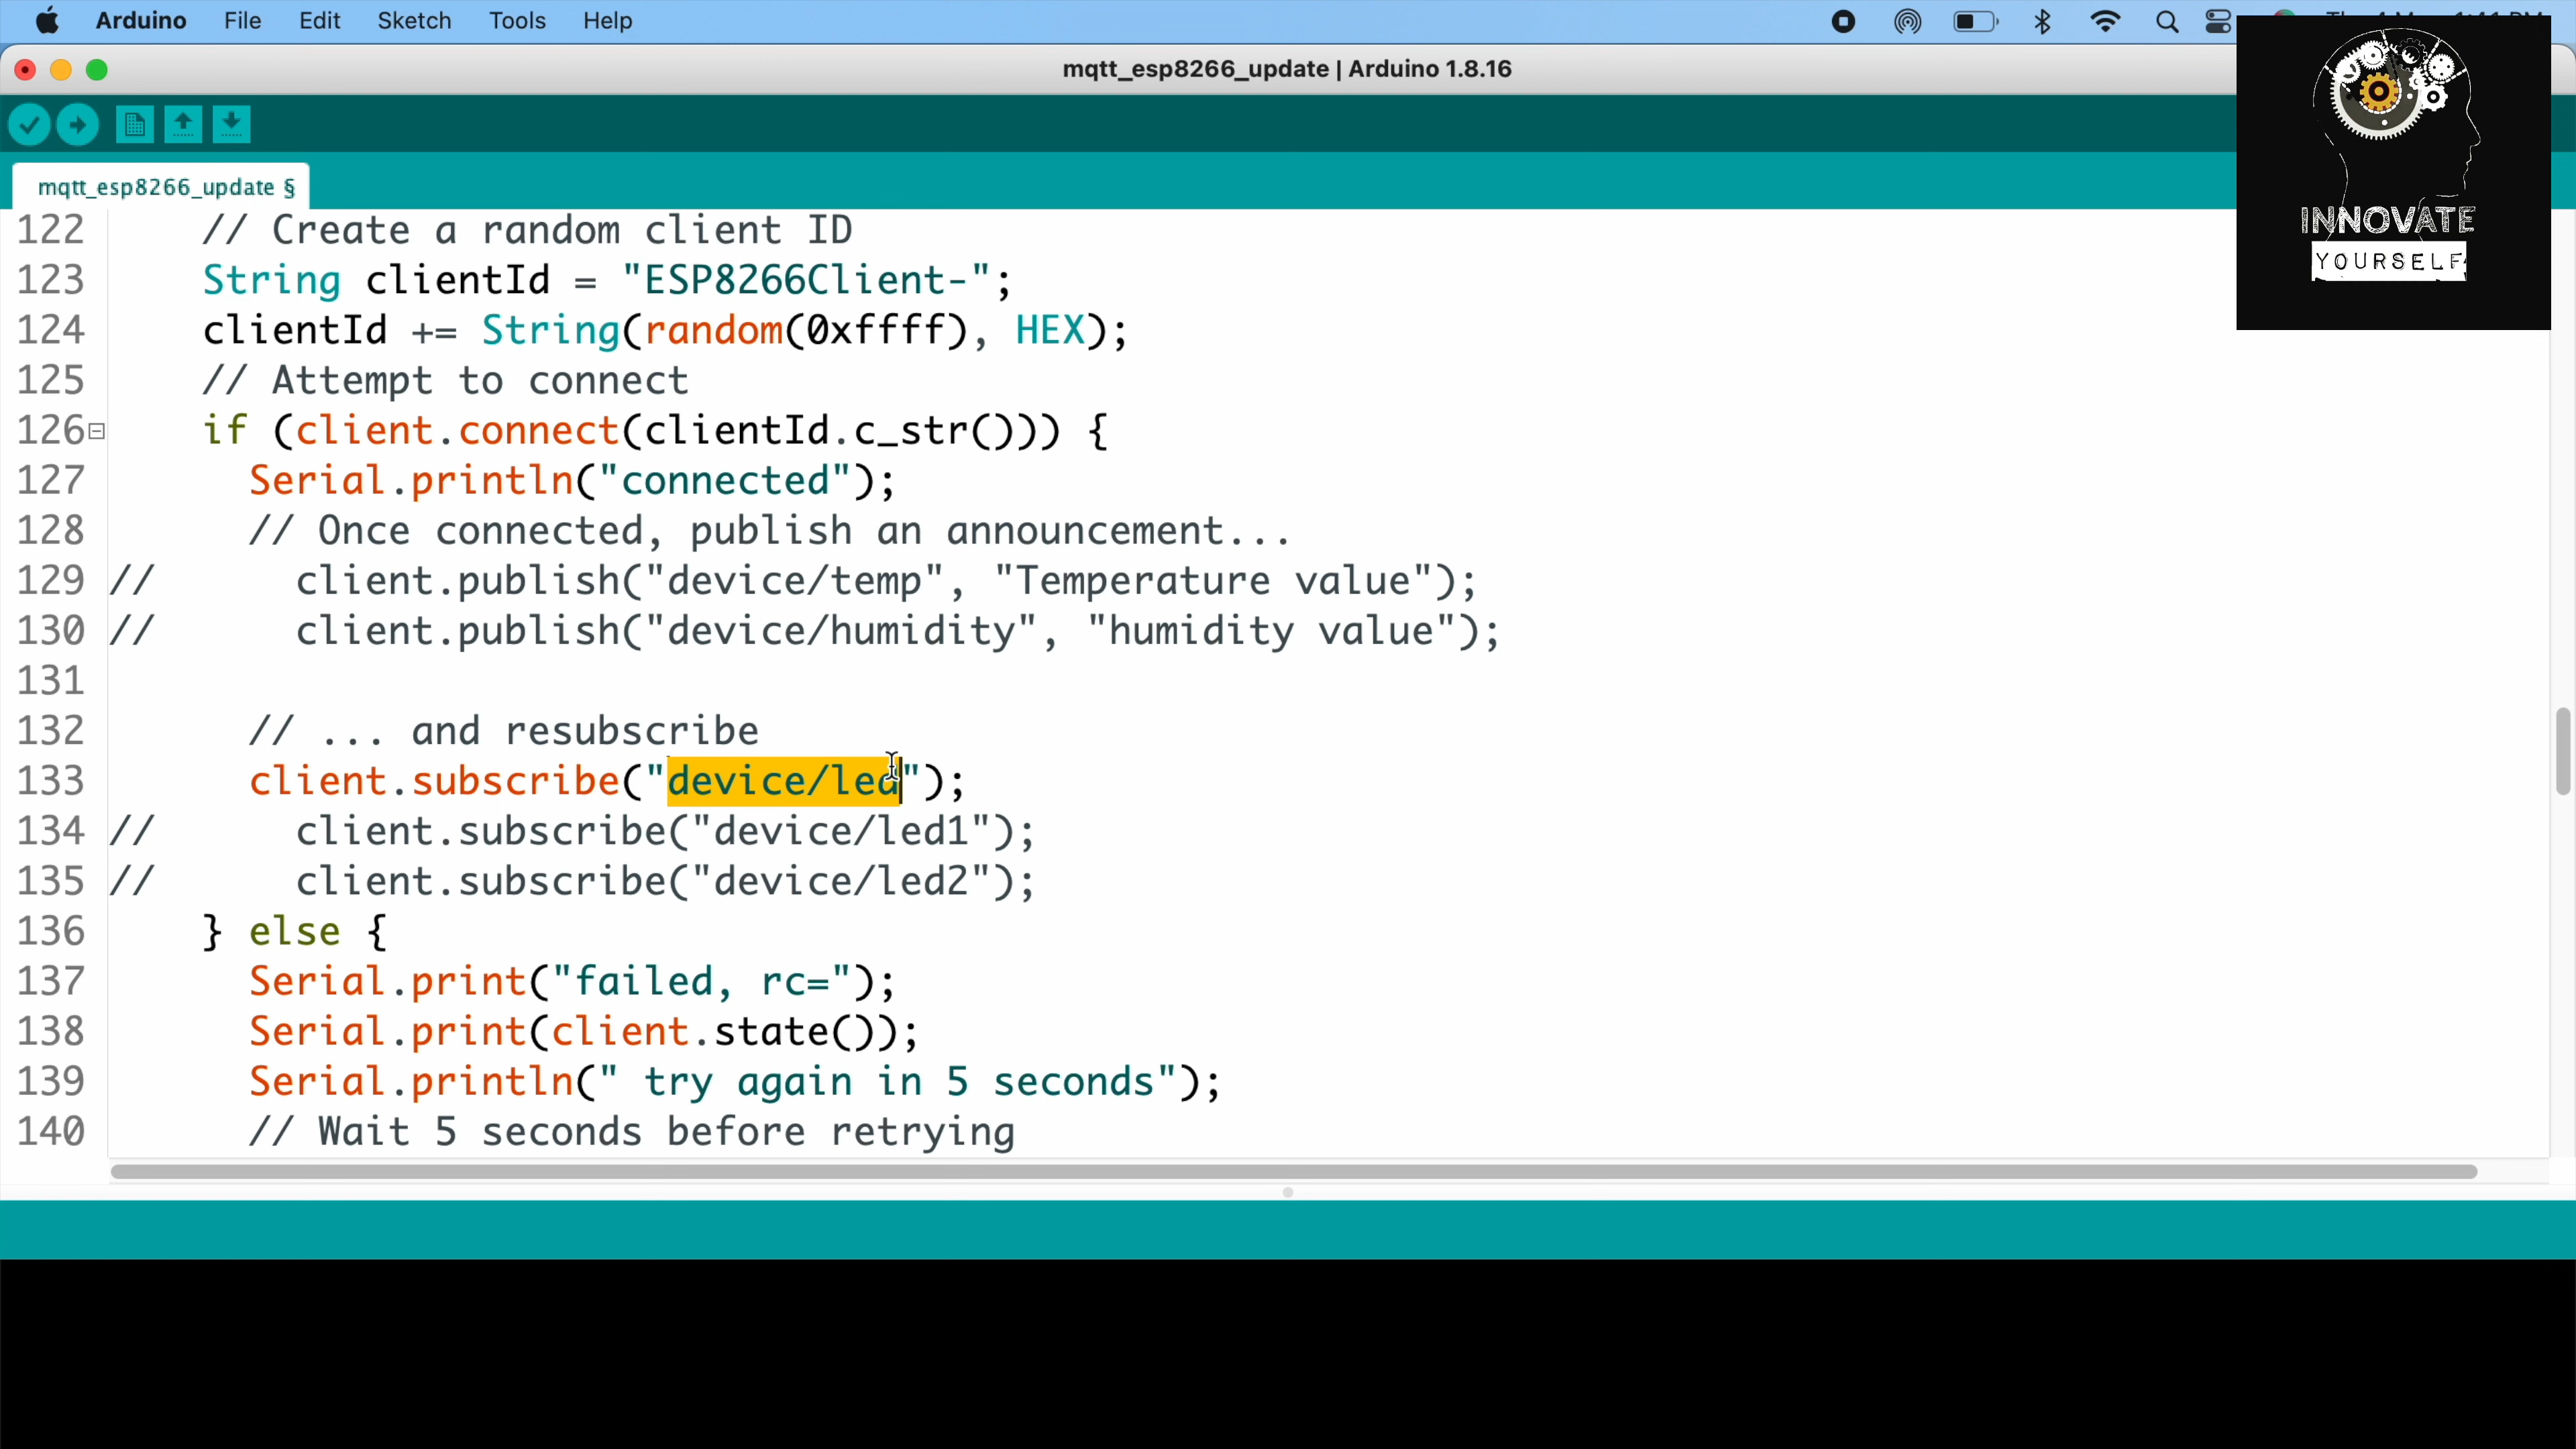 Arduino File Edit Sketch Tools Help
mqtt_esp8266_update | Arduino 1.8.16
INNOVATE
YOURSELF
mqtt_esp8266_update §
122 // Create a random client ID
123 String clientId = "ESP8266Client-";
124 clientId += String(random(0xffff), HEX);
125 // Attempt to connect
126 if (client.connect(clientId.c_str())) {
127 Serial.println("connected");
128 // Once connected, publish an announcement...
129 // client.publish("device/temp", "Temperature value");
130 // client.publish("device/humidity", "humidity value");
131
132 // ... and resubscribe
133 client.subscribe("device/led");
134 // client.subscribe("device/led1");
135 // client.subscribe("device/led2");
136 } else {
137 Serial.print("failed, rc=");
138 Serial.print(client.state());
139 Serial.println(" try again in 5 seconds");
140 // Wait 5 seconds before retrying